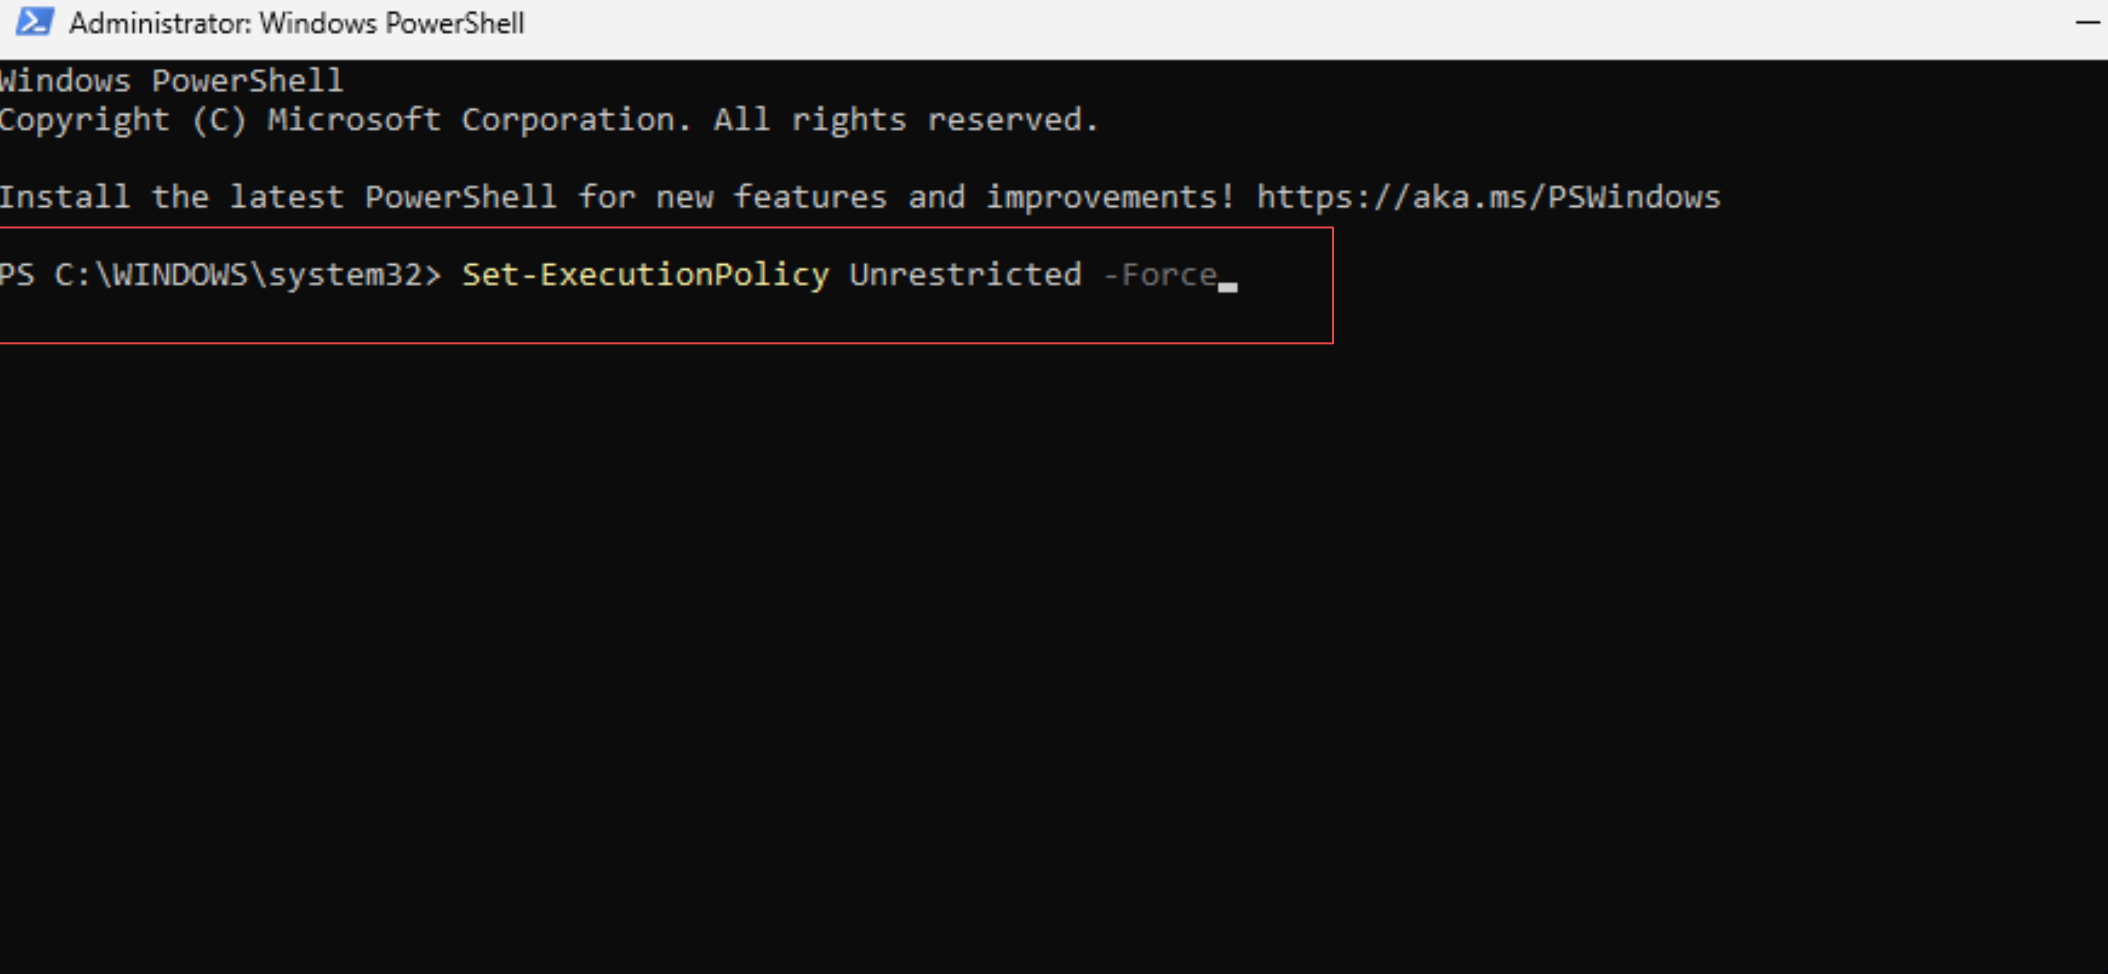 Administrator: Windows PowerShell
Windows PowerShell
Copyright (C) Microsoft Corporation. All rights reserved.
Install the latest PowerShell for new features and improvements! https://aka.ms/PSWindows
PS C:\WINDOWS\system32> Set-ExecutionPolicy Unrestricted -Force